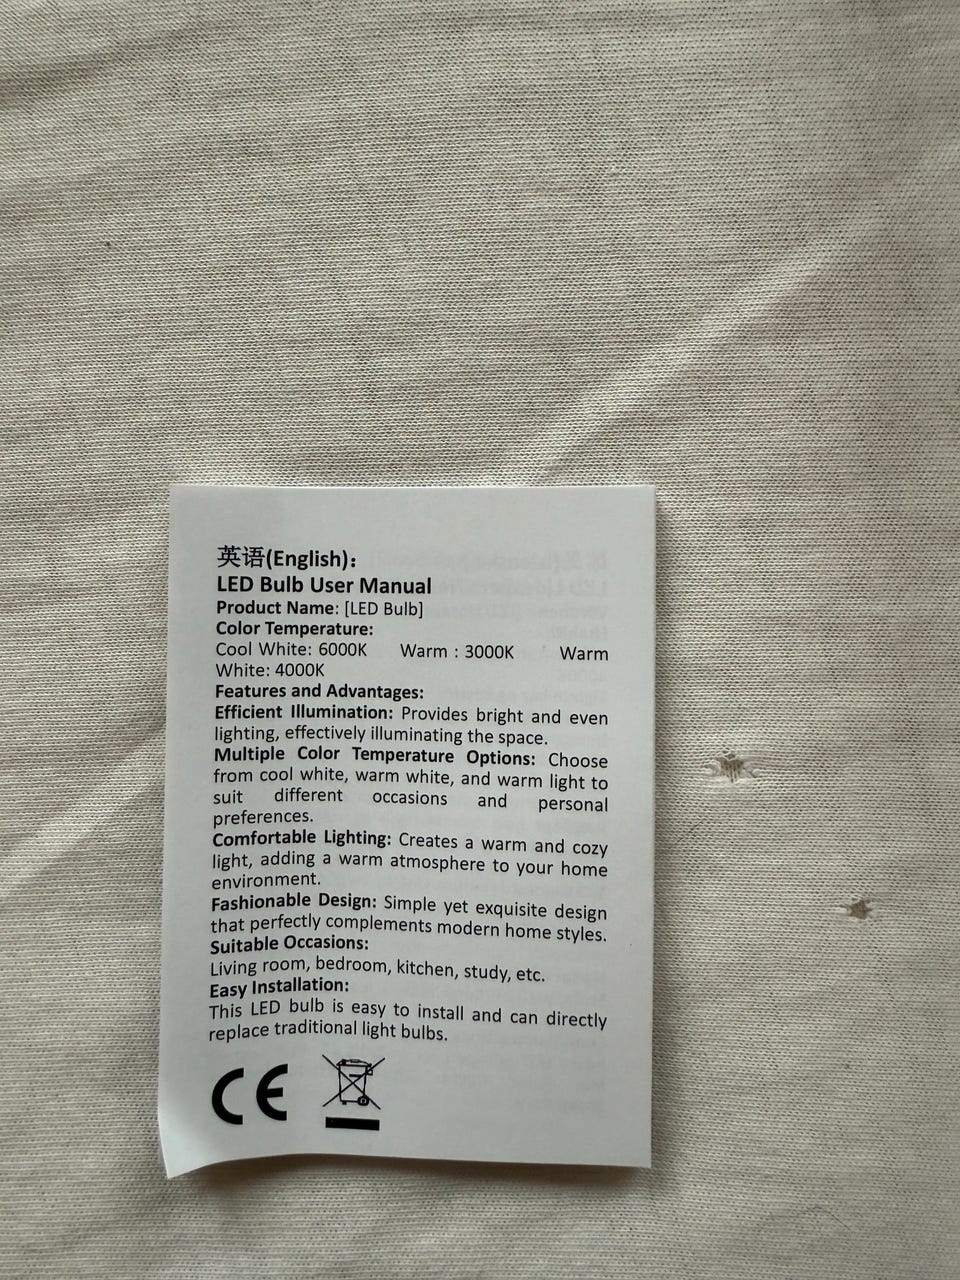 英语(English):
LED Bulb User Manual
Product Name: [LED Bulb]
Color Temperature:
Cool White: 6000K Warm : 3000K Warm
White: 4000K
Features and Advantages:
Efficient Illumination: Provides bright and even
lighting, effectively illuminating the space.
Multiple Color Temperature Options: Choose
from cool white, warm white, and warm light to
suit different occasions and personal
preferences.
Comfortable Lighting: Creates a warm and cozy
light, adding a warm atmosphere to your home
environment.
Fashionable Design: Simple yet exquisite design
that perfectly complements modern home styles.
Suitable Occasions:
Living room, bedroom, kitchen, study, etc.
Easy Installation:
This LED bulb is easy to install and can directly
replace traditional light bulbs.
CE